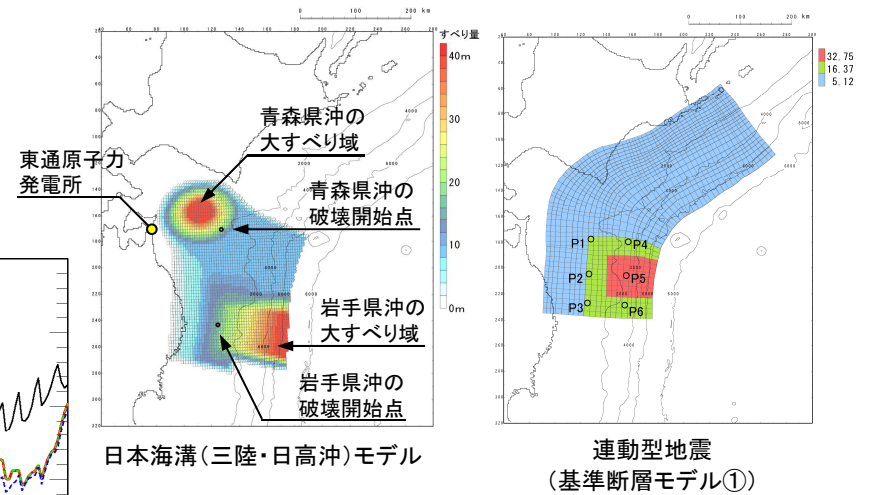 0 100 200 km
すべり量
40m
30
20
10
0m
青森県沖の
大すべり域
東通原子力
発電所
青森県沖の
破壊開始点
岩手県沖の
大すべり域
岩手県沖の
破壊開始点
日本海溝（三陸・日高沖）モデル
0 100 200 km
32.75
16.37
5.12
P1
P4
P2
P5
P3
P6
連動型地震
（基準断層モデル①）